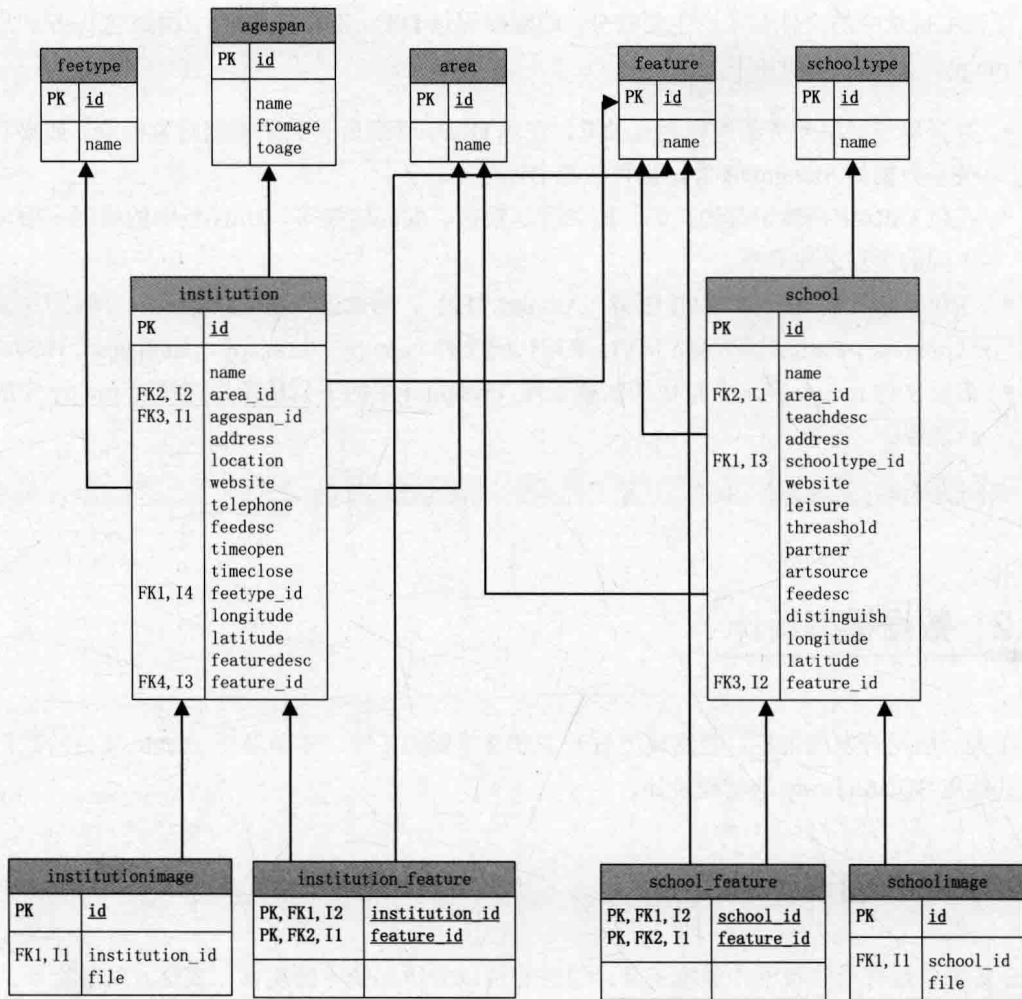 agespan
PK id
name
fromage
toage
feetype
PK id
name
area
PK id
name
feature
PK id
name
schooltype
PK id
name
institution
PK id
name
FK2, I2 area_id
FK3, I1 agespan_id
address
location
website
telephone
feedesc
timeopen
timeclose
FK1, I4 feetype_id
longitude
latitude
featuredesc
FK4, I3 feature_id
school
PK id
name
FK2, I1 area_id
teachdesc
address
FK1, I3 schooltype_id
website
leisure
threashold
partner
artsource
feedesc
distinguish
longitude
latitude
FK3, I2 feature_id
institutionimage
PK id
FK1, I1 institution_id
file
institution_feature
PK, FK1, I2 institution_id
PK, FK2, I1 feature_id
school_feature
PK, FK1, I2 school_id
PK, FK2, I1 feature_id
schoolimage
PK id
FK1, I1 school_id
file